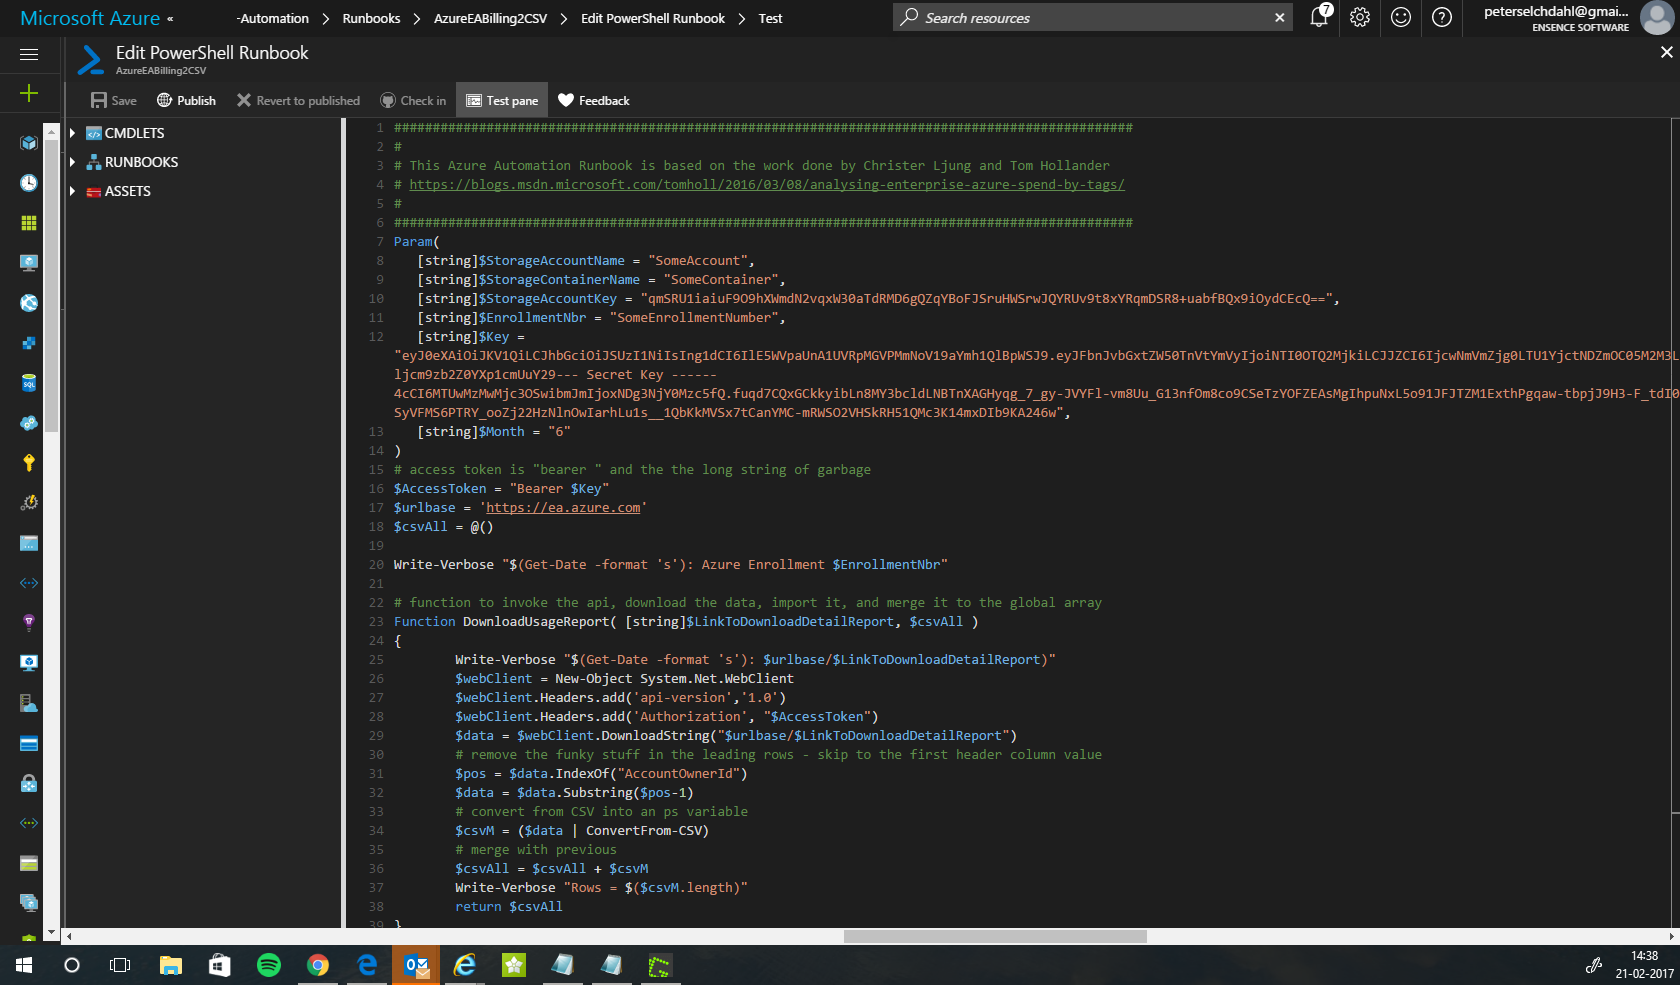 Microsoft Azure «
-Automation > Runbooks > AzureEABilling2CSV > Edit PowerShell Runbook > Test
Search resources
7
peterselchdahl@gmai...
ENSENCE SOFTWARE
Edit PowerShell Runbook
AzureEABilling2CSV
Save Publish Revert to published Check in Test pane Feedback
CMDLETS
RUNBOOKS
ASSETS
1 ################################################################################################
2 #
3 # This Azure Automation Runbook is based on the work done by Christer Ljung and Tom Hollander
4 # https://blogs.msdn.microsoft.com/tomholl/2016/03/08/analysing-enterprise-azure-spend-by-tags/
5 #
6 ################################################################################################
7 Param(
8 [string]$StorageAccountName = "SomeAccount",
9 [string]$StorageContainerName = "SomeContainer",
10 [string]$StorageAccountKey = "qmSRU1iaiuF9O9hXWmdN2vqxW30aTdRMD6gQZqYBoFJSruHWSrwJQYRUv9t8xYRqmDSR8+uabfBQx9iOydCEcQ==",
11 [string]$EnrollmentNbr = "SomeEnrollmentNumber",
12 [string]$Key =
"eyJ0eXAiOiJKV1QiLCJhbGciOiJSUzI1NiIsIng1dCI6IlE5WVpaUnA1UVRpMGVPMmNoV19aYmh1QlBpWSJ9.eyJFbnJvbGxtZW50TnVtYmVyIjoiNTI0OTQ2MjkiLCJJZCI6IjcwNmVmZjg0LTU1YjctNDZmOC05M2M3L
ljcm9zb2Z0YXp1cmUuY29--- Secret Key ------
4cCI6MTUwMzMwMjc3OSwibmJmIjoxNDg3NjY0Mzc5fQ.fuqd7CQxGCkkyibLn8MY3bcldLNBTnXAGHyqg_7_gy-JVYFl-vm8Uu_G13nfOm8co9CSeTzYOFZEAsMgIhpuNxL5o91JFJTZM1ExthPgqaw-tbpjJ9H3-F_tdI0
SyVFMS6PTRY_ooZj22HzNlnOwIarhLu1s__1QbKkMVSx7tCanYMC-mRWSO2VHSkRH51QMc3K14mxDIb9KA246w",
13 [string]$Month = "6"
14 )
15 # access token is "bearer " and the the long string of garbage
16 $AccessToken = "Bearer $Key"
17 $urlbase = 'https://ea.azure.com'
18 $csvAll = @()
19
20 Write-Verbose "$(Get-Date -format 's'): Azure Enrollment $EnrollmentNbr"
21
22 # function to invoke the api, download the data, import it, and merge it to the global array
23 Function DownloadUsageReport( [string]$LinkToDownloadDetailReport, $csvAll )
24 {
25 Write-Verbose "$(Get-Date -format 's'): $urlbase/$LinkToDownloadDetailReport)"
26 $webClient = New-Object System.Net.WebClient
27 $webClient.Headers.add('api-version','1.0')
28 $webClient.Headers.add('Authorization', "$AccessToken")
29 $data = $webClient.DownloadString("$urlbase/$LinkToDownloadDetailReport")
30 # remove the funky stuff in the leading rows - skip to the first header column value
31 $pos = $data.IndexOf("AccountOwnerId")
32 $data = $data.Substring($pos-1)
33 # convert from CSV into an ps variable
34 $csvM = ($data | ConvertFrom-CSV)
35 # merge with previous
36 $csvAll = $csvAll + $csvM
37 Write-Verbose "Rows = $($csvM.length)"
38 return $csvAll
39 }
14:38
21-02-2017